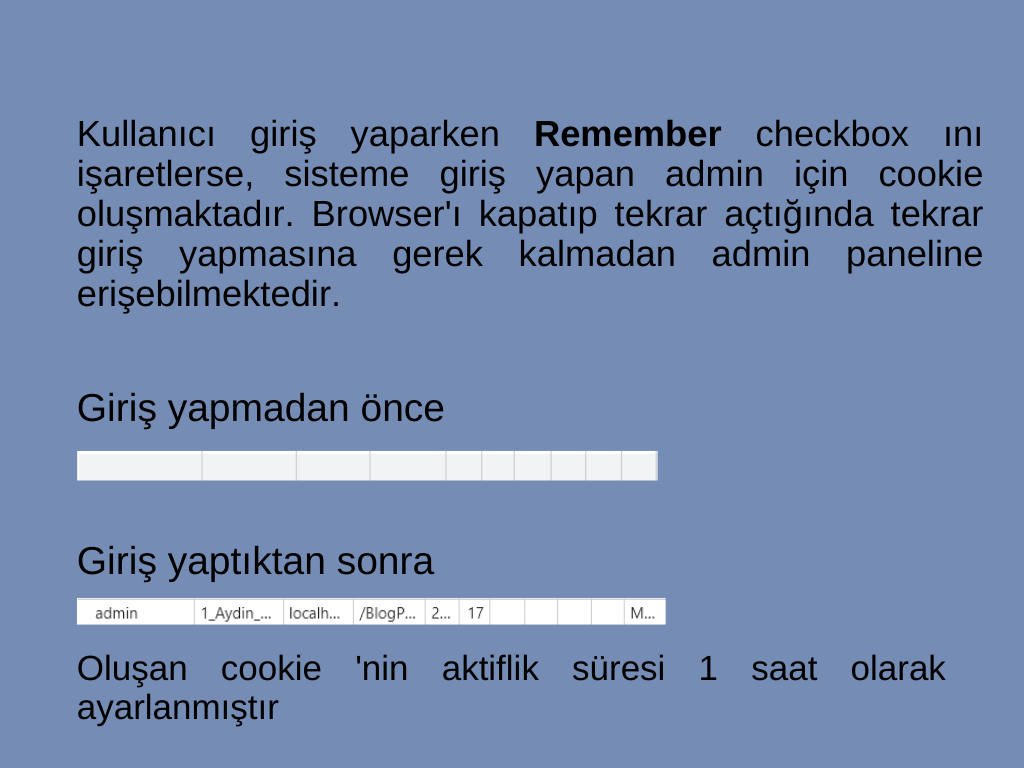 Kullanıcı giriş yaparken Remember checkbox ını
işaretlerse, sisteme giriş yapan admin için cookie
oluşmaktadır. Browser'ı kapatıp tekrar açtığında tekrar
giriş yapmasına gerek kalmadan admin paneline
erişebilmektedir.
Giriş yapmadan önce
Giriş yaptıktan sonra
admin 1_Aydin_... localh... /BlogP... 2... 17 M...
Oluşan cookie 'nin aktiflik süresi 1 saat olarak
ayarlanmıştır